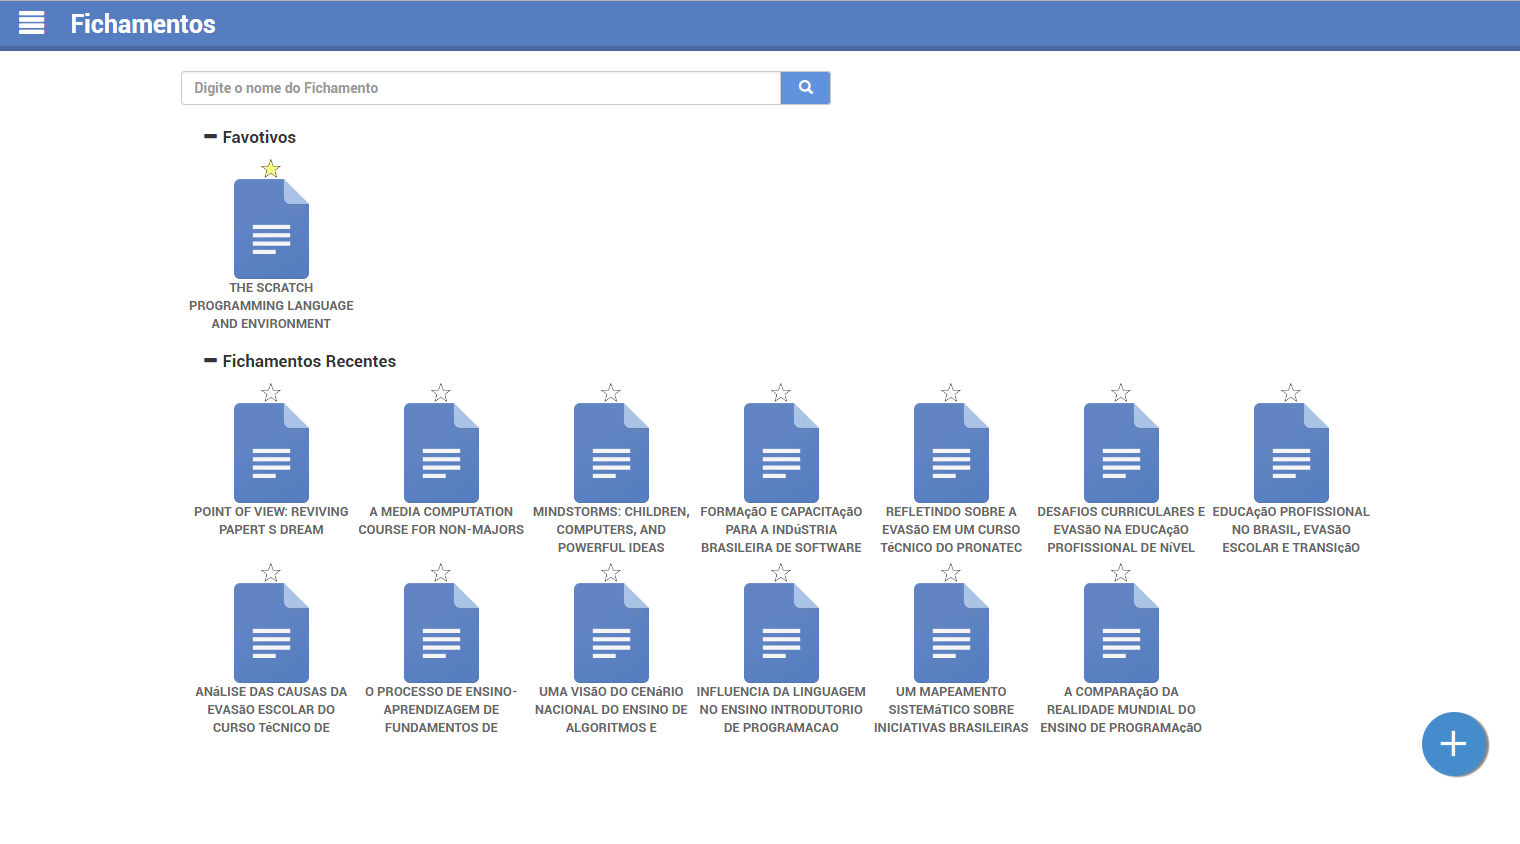 Fichamentos
Digite o nome do Fichamento
Favotivos
THE SCRATCH
PROGRAMMING LANGUAGE
AND ENVIRONMENT
Fichamentos Recentes
POINT OF VIEW: REVIVING
PAPERT S DREAM
A MEDIA COMPUTATION
COURSE FOR NON-MAJORS
MINDSTORMS: CHILDREN,
COMPUTERS, AND
POWERFUL IDEAS
FORMAçãO E CAPACITAçãO
PARA A INDúSTRIA
BRASILEIRA DE SOFTWARE
REFLETINDO SOBRE A
EVASãO EM UM CURSO
TéCNICO DO PRONATEC
DESAFIOS CURRICULARES E
EVASãO NA EDUCAçãO
PROFISSIONAL DE NíVEL
EDUCAçãO PROFISSIONAL
NO BRASIL, EVASãO
ESCOLAR E TRANSIçãO
ANáLISE DAS CAUSAS DA
EVASãO ESCOLAR DO
CURSO TéCNICO DE
O PROCESSO DE ENSINO-
APRENDIZAGEM DE
FUNDAMENTOS DE
UMA VISãO DO CENáRIO
NACIONAL DO ENSINO DE
ALGORITMOS E
INFLUENCIA DA LINGUAGEM
NO ENSINO INTRODUTORIO
DE PROGRAMACAO
UM MAPEAMENTO
SISTEMáTICO SOBRE
INICIATIVAS BRASILEIRAS
A COMPARAçãO DA
REALIDADE MUNDIAL DO
ENSINO DE PROGRAMAçãO